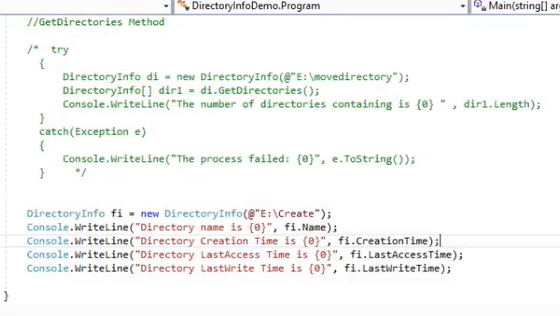 DirectoryInfoDemo.Program
Main(string[] ar
//GetDirectories Method
/* try
{
DirectoryInfo di = new DirectoryInfo(@"E:\movedirectory");
DirectoryInfo[] dir1 = di.GetDirectories();
Console.WriteLine("The number of directories containing is {0} " , dir1.Length);
}
catch(Exception e)
{
Console.WriteLine("The process failed: {0}", e.ToString());
} */
DirectoryInfo fi = new DirectoryInfo(@"E:\Create");
Console.WriteLine("Directory name is {0}", fi.Name);
Console.WriteLine("Directory Creation Time is {0}", fi.CreationTime);
Console.WriteLine("Directory LastAccess Time is {0}", fi.LastAccessTime);
Console.WriteLine("Directory LastWrite Time is {0}", fi.LastWriteTime);
}